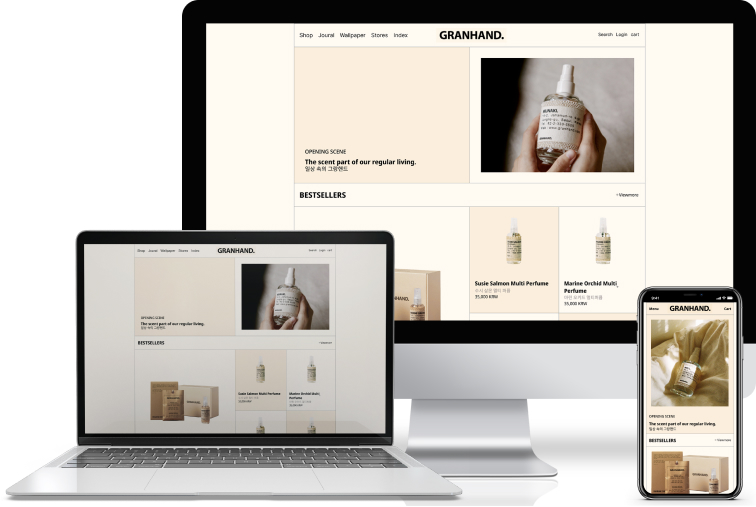 Shop Joural Wallpaper Stores Index
GRANHAND.
Search Login cart
OPENING SCENE
The scent part of our regular living.
일상 속의 그랑핸드
BESTSELLERS
+Viewmore
Susie Salmon Multi Perfume
수지 살몬 멀티 퍼퓸
35,000 KRW
Marine Orchid Multi
Perfume
마린 오키드 멀티퍼퓸
35,000 KRW
Shop Joural Wallpaper Stores Index
GRANHAND.
Search Login cart
OPENING SCENE
The scent part of our regular living.
일상 속의 그랑핸드
BESTSELLERS
+Viewmore
Susie Salmon Multi Perfume
Marine Orchid Multi
Perfume
9:41
Menu
GRANHAND.
Cart
OPENING SCENE
The scent part of our regular living.
일상 속의 그랑핸드
BESTSELLERS
+Viewmore